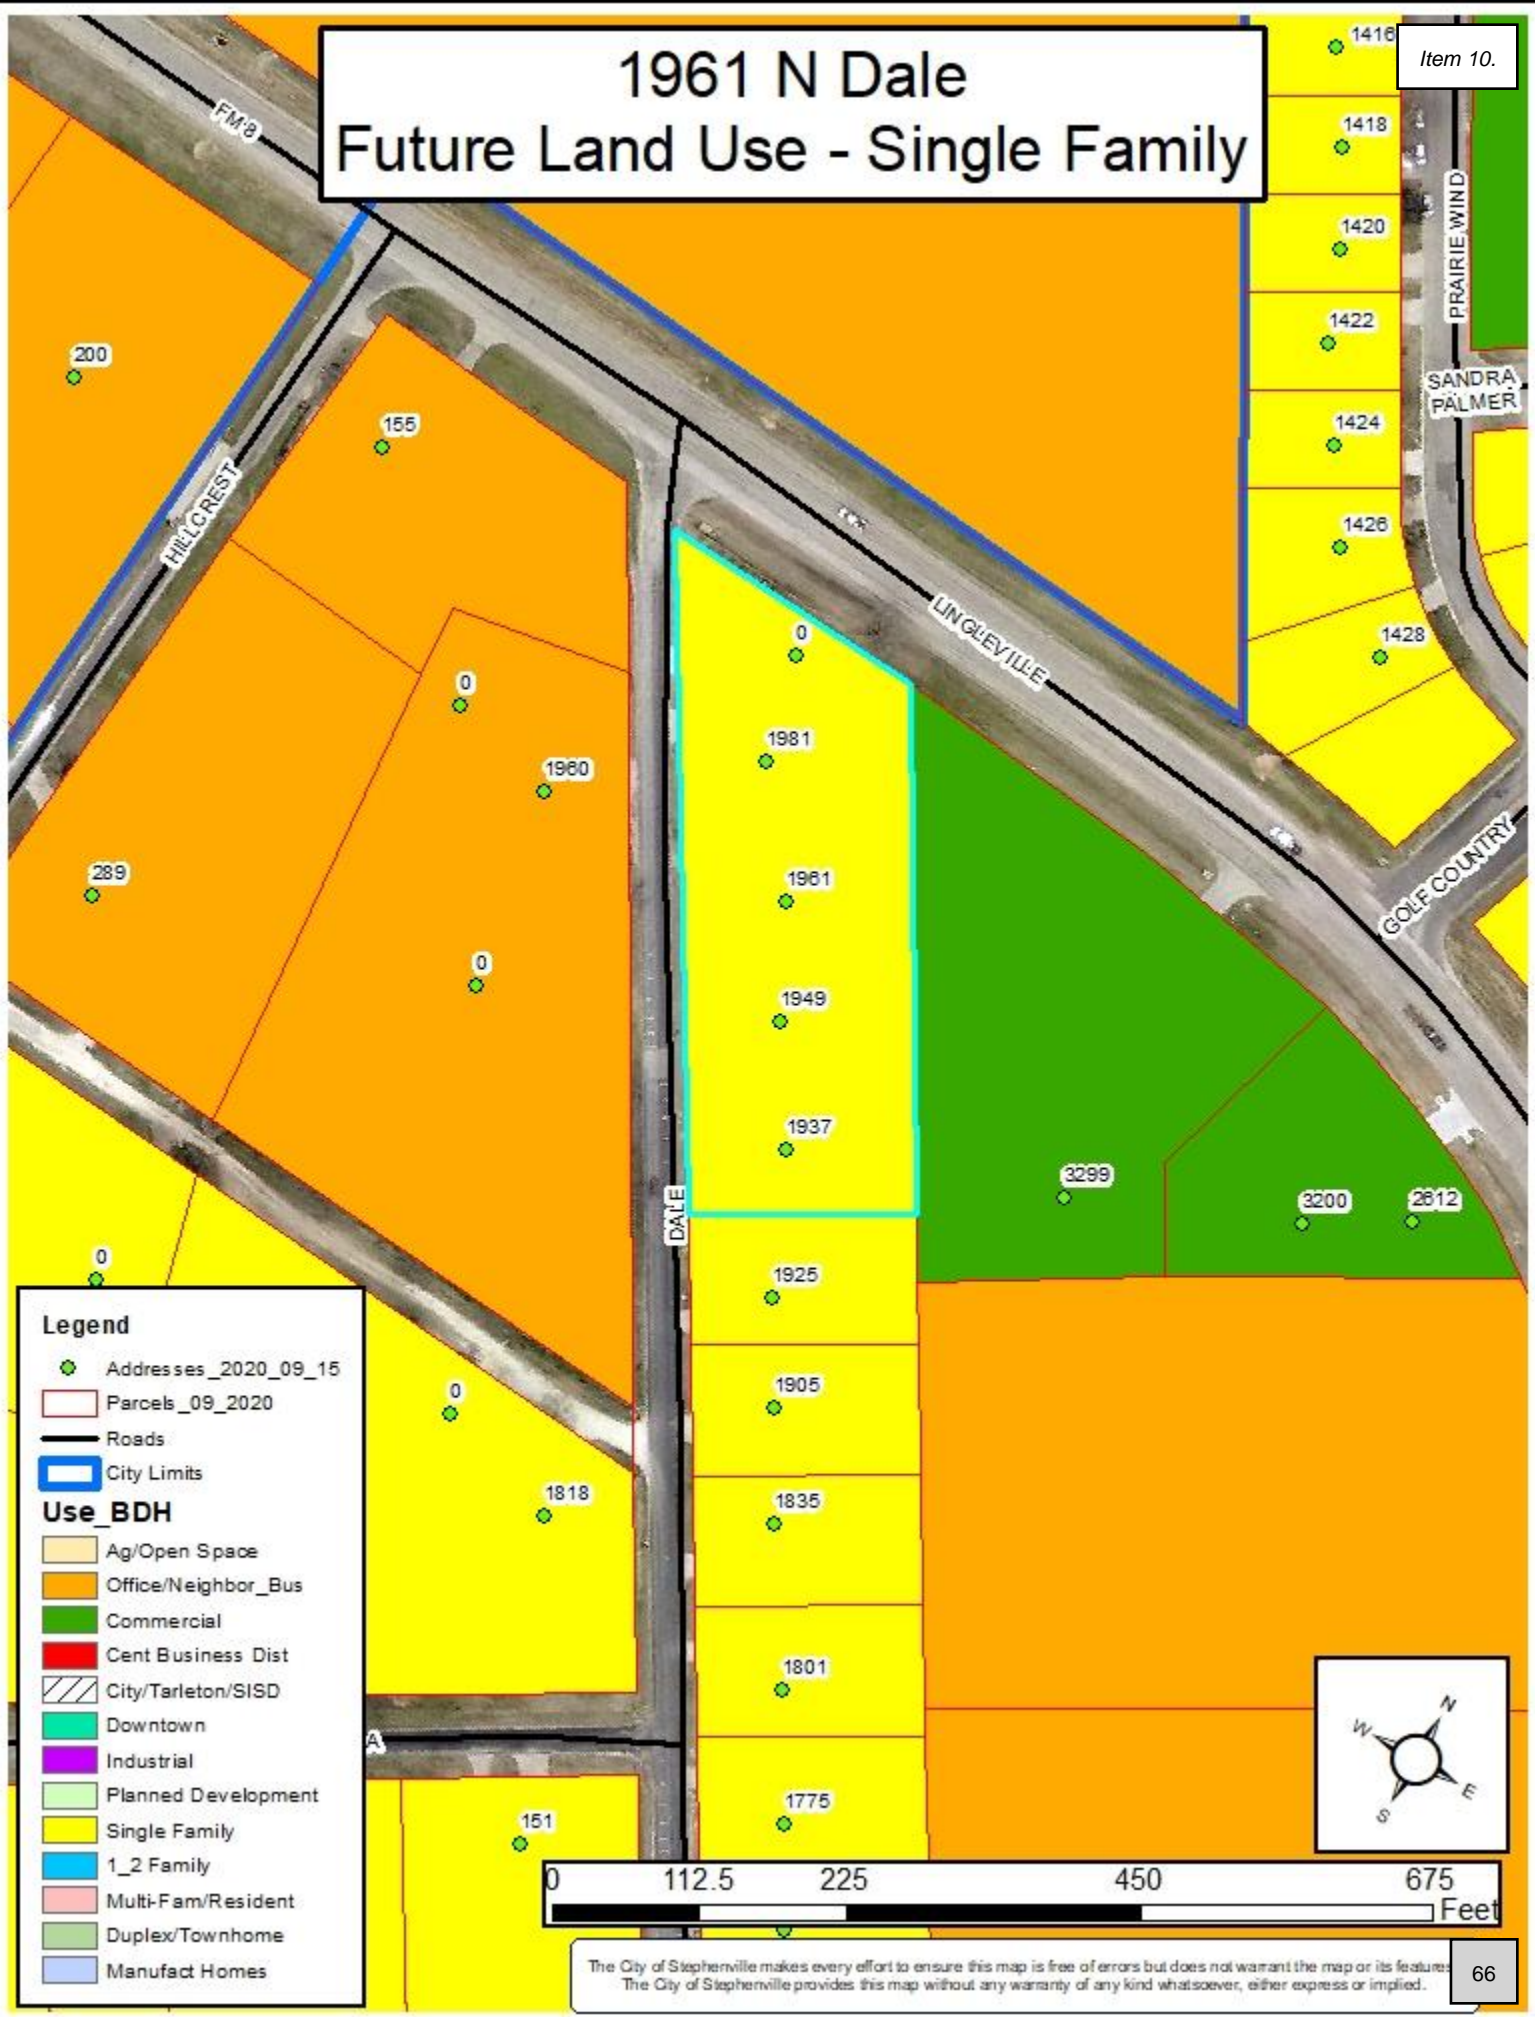 1961 N Dale
Future Land Use - Single Family
Item 10.
1416
1418
1420
1422
1424
1426
1428
PRAIRIE WIND
SANDRA
PALMER
FM 8
200
155
HILLCREST
LINGLEVILLE
GOLF COUNTRY
0
1981
0
1960
1961
289
0
1949
1937
DALE
3299
3200
2612
0
1925
1905
0
1835
1818
1801
A
1775
151
Legend
Addresses_2020_09_15
Parcels_09_2020
Roads
City Limits
Use_BDH
Ag/Open Space
Office/Neighbor_Bus
Commercial
Cent Business Dist
City/Tarleton/SISD
Downtown
Industrial
Planned Development
Single Family
1_2 Family
Multi-Fam/Resident
Duplex/Townhome
Manufact Homes
N
W
E
S
0 112.5 225 450 675
Feet
The City of Stephenville makes every effort to ensure this map is free of errors but does not warrant the map or its features
The City of Stephenville provides this map without any warranty of any kind whatsoever, either express or implied.
66